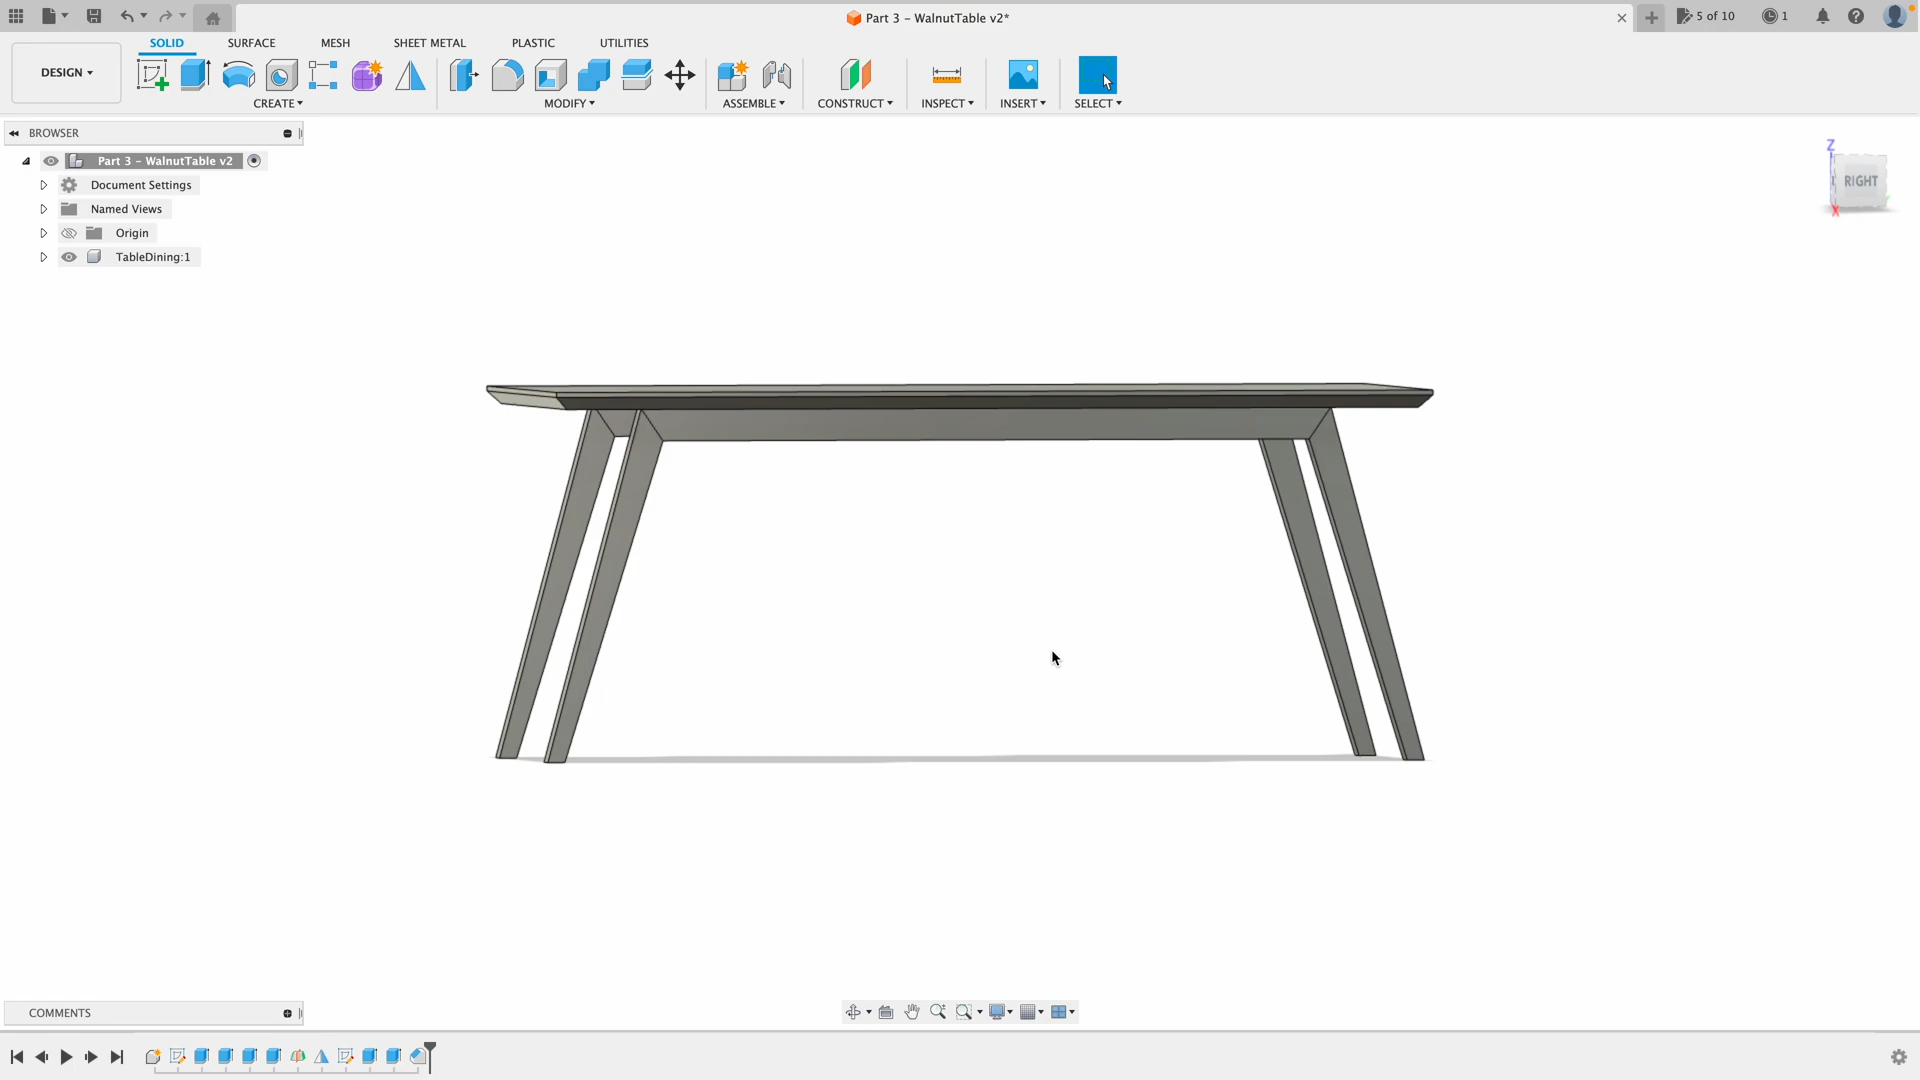 Part 3 - WalnutTable v2*
5 of 10
1
DESIGN
SOLID
SURFACE
MESH
SHEET METAL
PLASTIC
UTILITIES
CREATE
MODIFY
ASSEMBLE
CONSTRUCT
INSPECT
INSERT
SELECT
BROWSER
Part 3 - WalnutTable v2
Document Settings
Named Views
Origin
TableDining:1
Z
RIGHT
X
COMMENTS